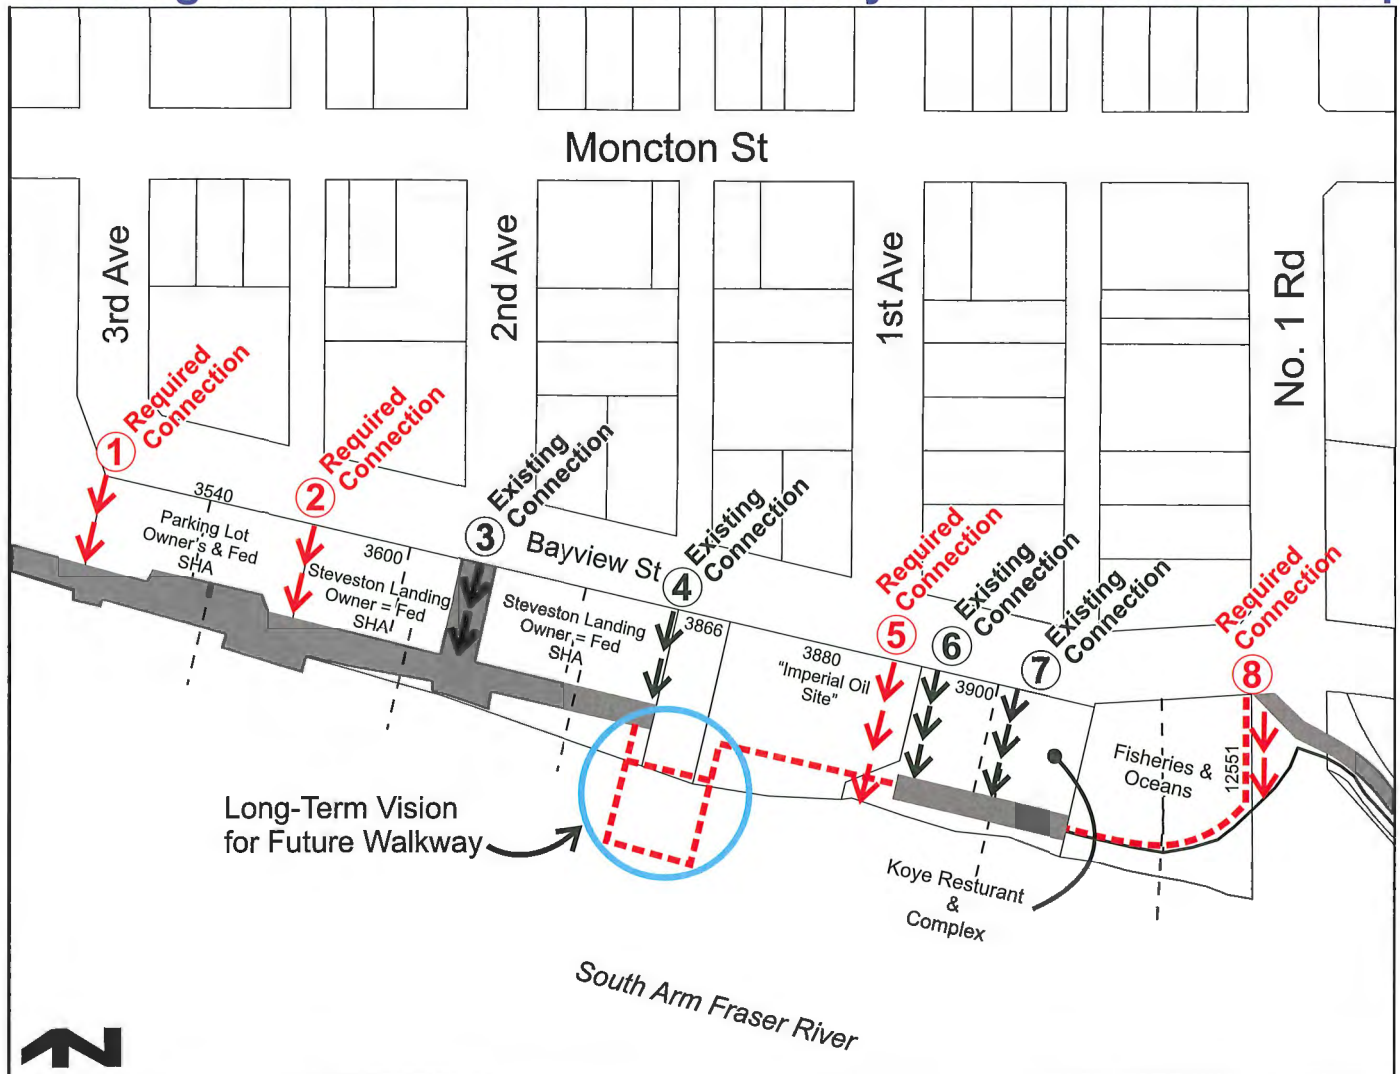 Moncton St
3rd Ave
2nd Ave
1st Ave
No. 1 Rd
1
Required
Connection
2
Required
Connection
3
Existing
Connection
Bayview St
4
Existing
Connection
5
Required
Connection
6
Existing
Connection
7
Existing
Connection
8
Required
Connection
3540
Parking Lot
Owner's & Fed
SHA
3600
Steveston Landing
Owner = Fed
SHA
Steveston Landing
Owner = Fed
SHA
3866
3880
"Imperial Oil
Site"
3900
Fisheries &
Oceans
12551
Long-Term Vision
for Future Walkway
Koye Resturant
&
Complex
South Arm Fraser River
N